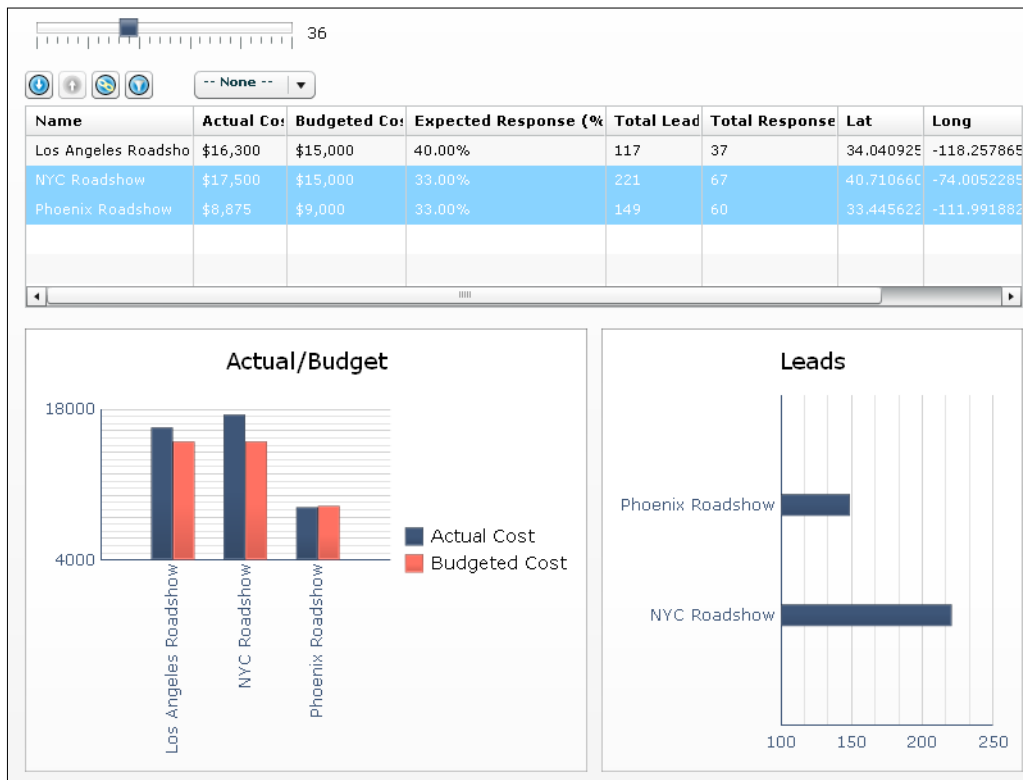 36
-- None --
Name Actual Cos Budgeted Cos Expected Response (% Total Lead Total Response Lat Long
Los Angeles Roadsho $16,300 $15,000 40.00% 117 37 34.040925 -118.257865
NYC Roadshow $17,500 $15,000 33.00% 221 67 40.710660 -74.0052285
Phoenix Roadshow $8,875 $9,000 33.00% 149 60 33.445622 -111.991882
Actual/Budget
18000
4000
Los Angeles Roadshow
NYC Roadshow
Phoenix Roadshow
Actual Cost
Budgeted Cost
Leads
Phoenix Roadshow
NYC Roadshow
100 150 200 250